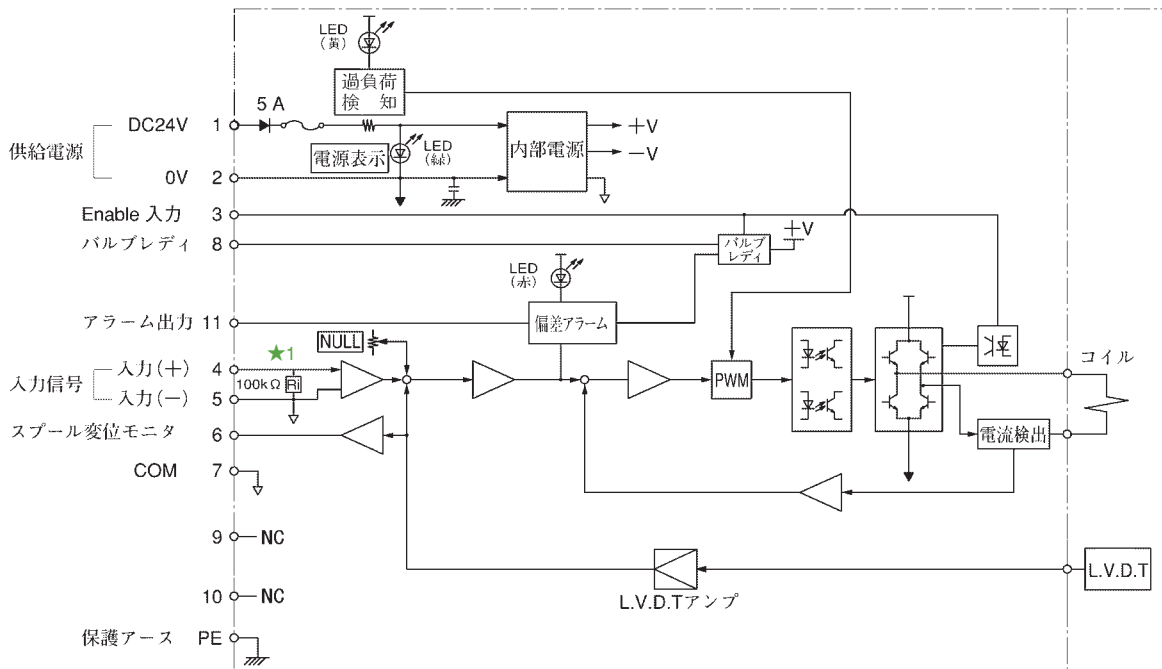 LED
(黄)
過負荷
検 知
5 A
DC24V 1
供給電源
電源表示
LED
(緑)
内部電源
+V
−V
0V 2
Enable 入力 3
バルブレディ 8
バルブ
レディ
+V
LED
(赤)
アラーム出力 11
偏差アラーム
★1
NULL
入力信号
入力(+) 4
100kΩ Ri
入力(−) 5
PWM
コイル
スプール変位モニタ 6
電流検出
COM 7
9 NC
L.V.D.T
L.V.D.Tアンプ
10 NC
保護アース PE